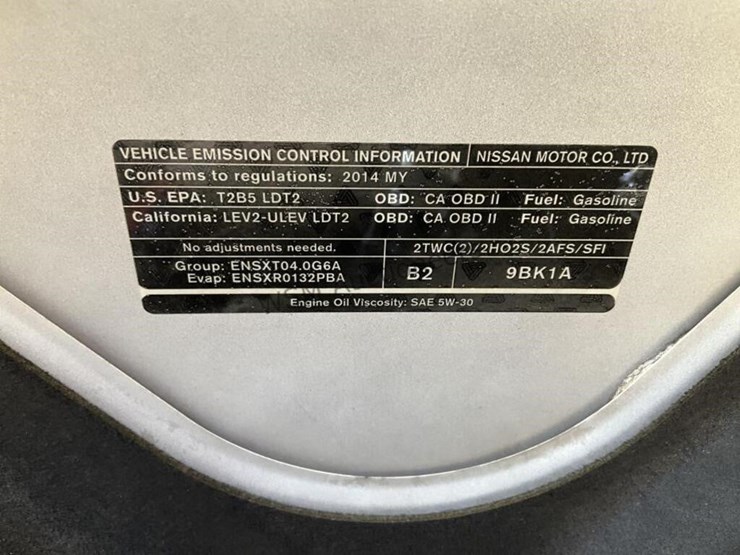 VEHICLE EMISSION CONTROL INFORMATION NISSAN MOTOR CO., LTD
Conforms to regulations: 2014 MY
U.S. EPA: T2B5 LDT2 OBD: CA OBD II Fuel: Gasoline
California: LEV2-ULEV LDT2 OBD: CA OBD II Fuel: Gasoline
No adjustments needed. 2TWC(2)/2HO2S/2AFS/SFI
Group: ENSXT04.0G6A
Evap: ENSXR0132PBA B2 9BK1A
Engine Oil Viscosity: SAE 5W-30